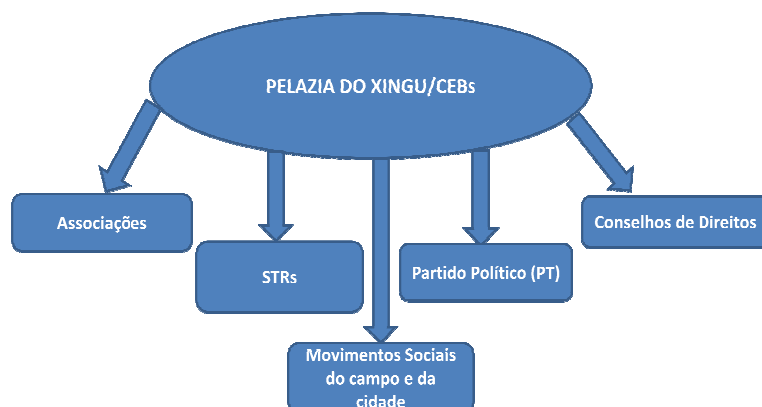 PELAZIA DO XINGU/CEBs
Associações
STRs
Movimentos Sociais
do campo e da
cidade
Partido Político (PT)
Conselhos de Direitos